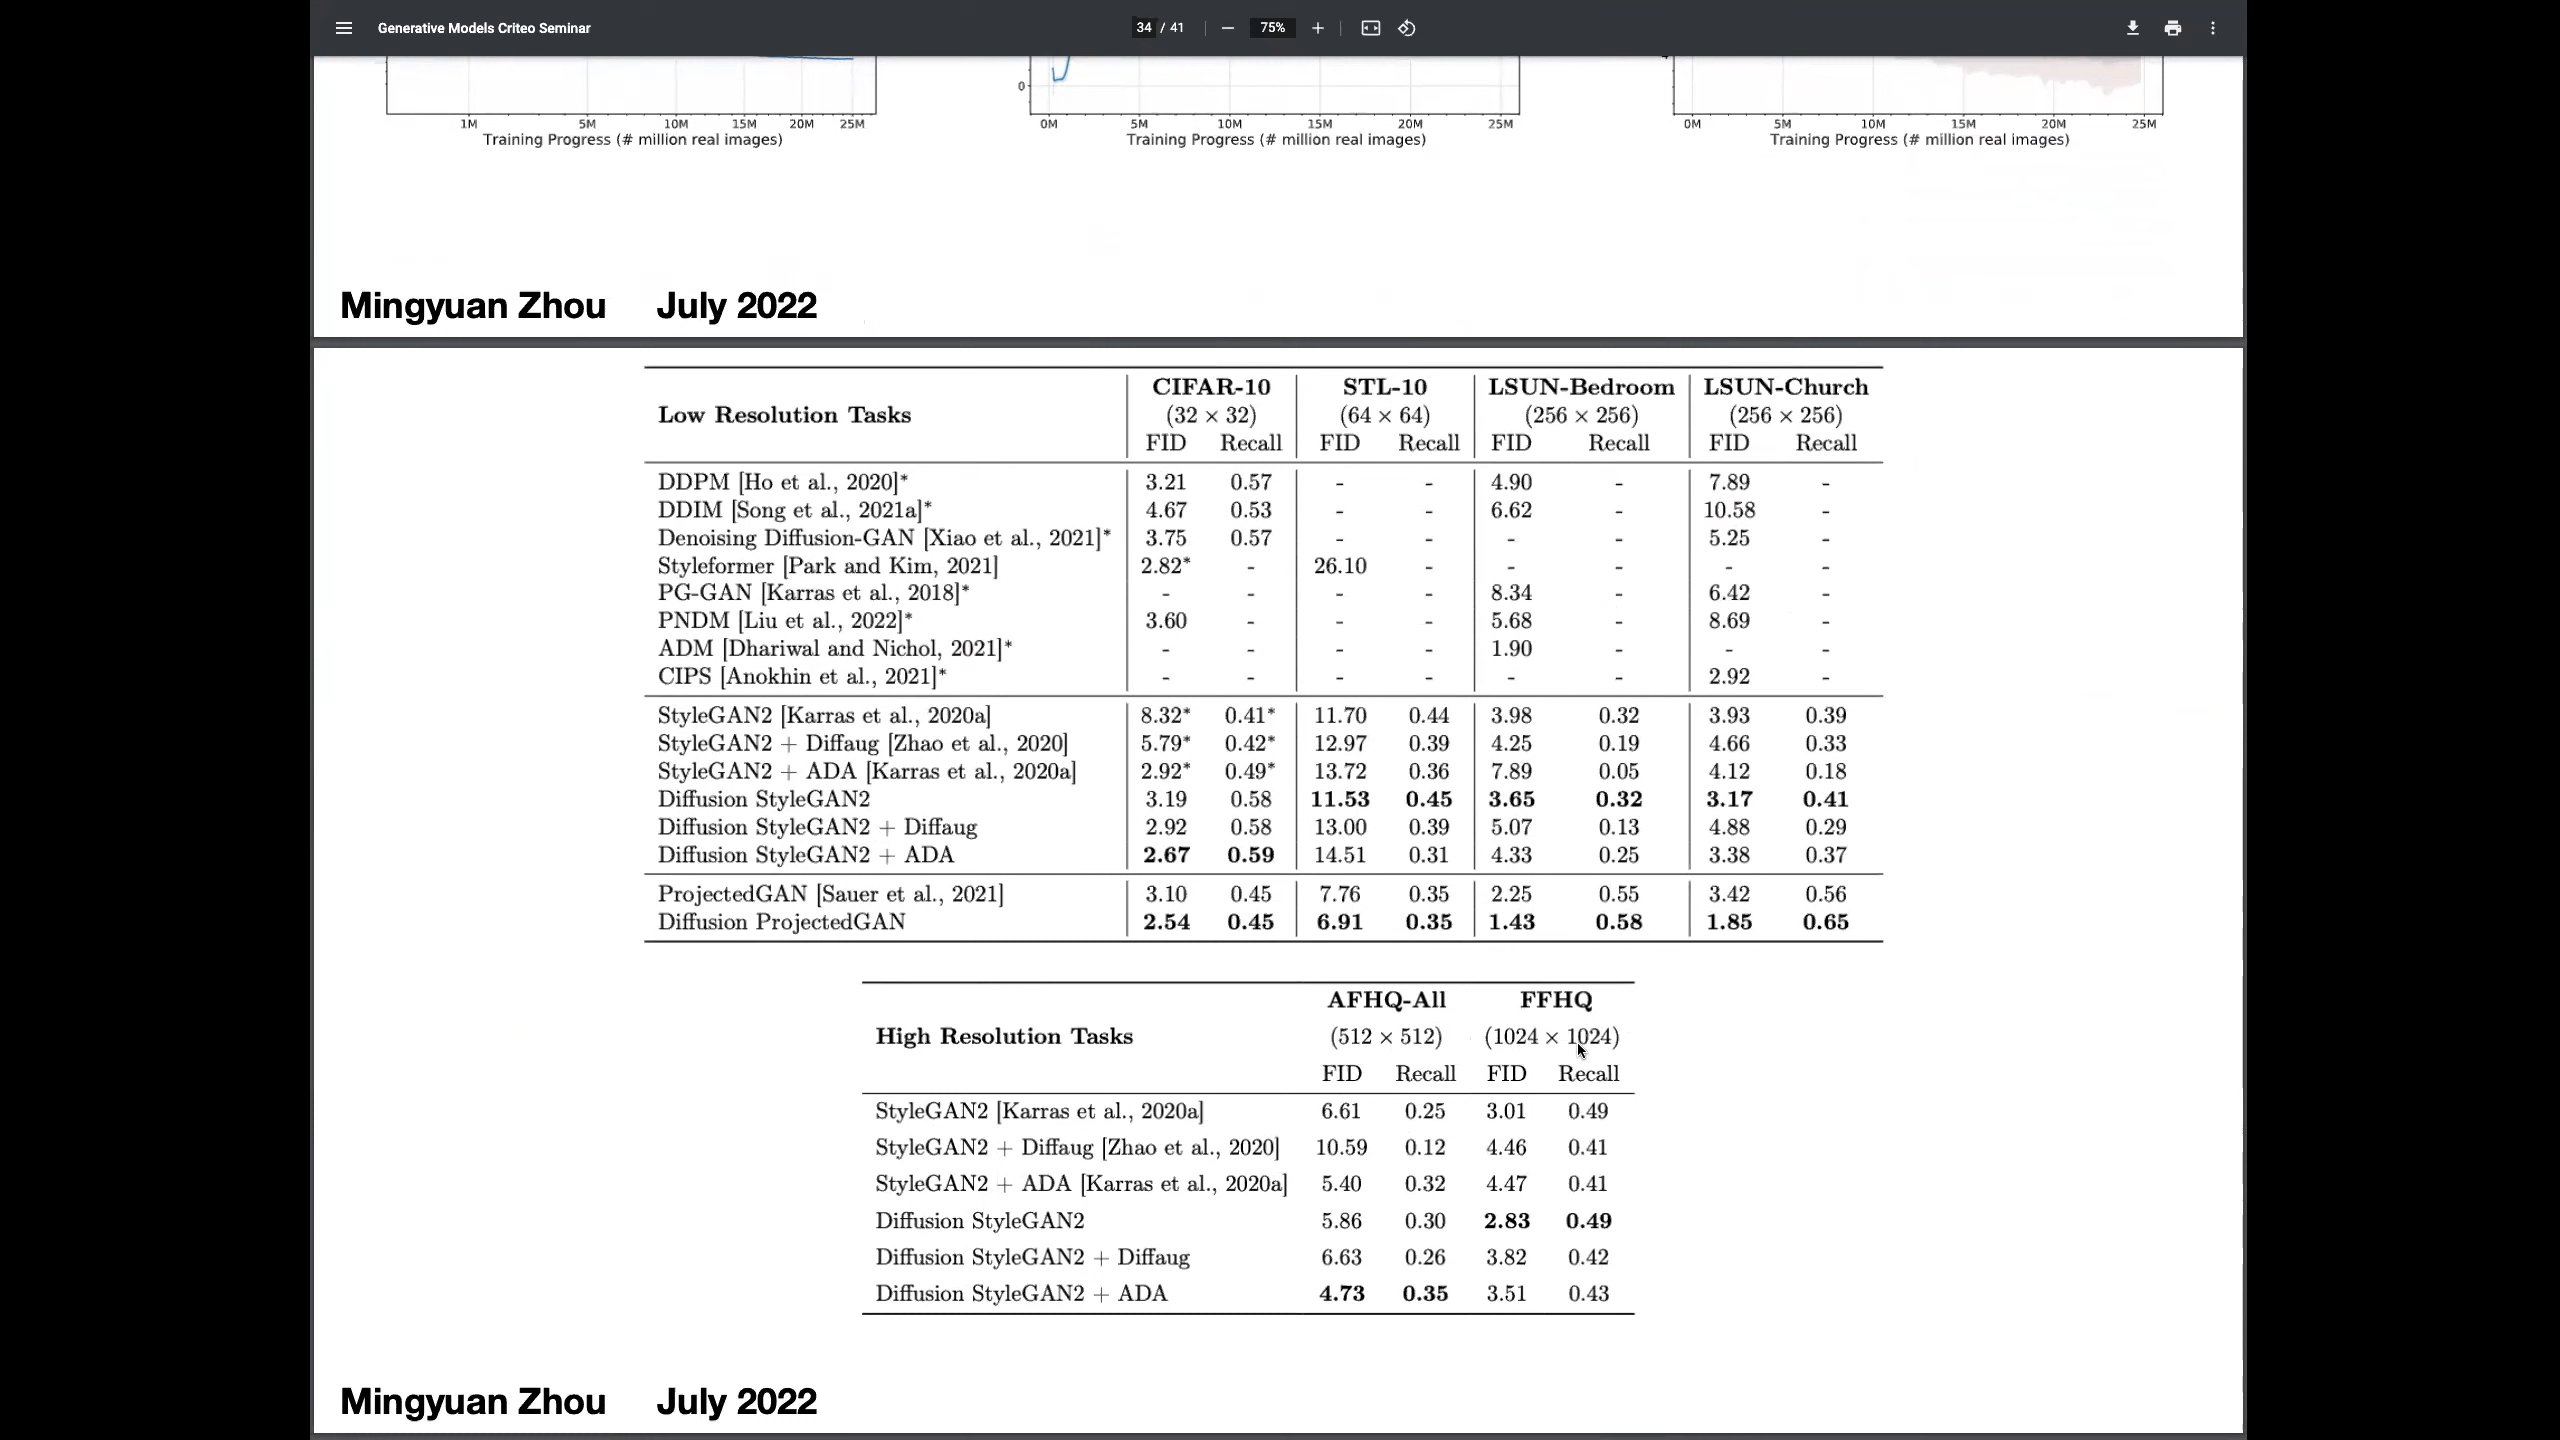 Generative Models Criteo Seminar 34 / 41 75%
0
1M 5M 10M 15M 20M 25M
Training Progress (# million real images)
0M 5M 10M 15M 20M 25M
Training Progress (# million real images)
0M 5M 10M 15M 20M 25M
Training Progress (# million real images)
Mingyuan Zhou July 2022
CIFAR-10 STL-10 LSUN-Bedroom LSUN-Church
Low Resolution Tasks (32 × 32) (64 × 64) (256 × 256) (256 × 256)
FID Recall FID Recall FID Recall FID Recall
DDPM [Ho et al., 2020]* 3.21 0.57 - - 4.90 - 7.89 -
DDIM [Song et al., 2021a]* 4.67 0.53 - - 6.62 - 10.58 -
Denoising Diffusion-GAN [Xiao et al., 2021]* 3.75 0.57 - - - - 5.25 -
Styleformer [Park and Kim, 2021] 2.82* - 26.10 - - - - -
PG-GAN [Karras et al., 2018]* - - - - 8.34 - 6.42 -
PNDM [Liu et al., 2022]* 3.60 - - - 5.68 - 8.69 -
ADM [Dhariwal and Nichol, 2021]* - - - - 1.90 - - -
CIPS [Anokhin et al., 2021]* - - - - - - 2.92 -
StyleGAN2 [Karras et al., 2020a] 8.32* 0.41* 11.70 0.44 3.98 0.32 3.93 0.39
StyleGAN2 + Diffaug [Zhao et al., 2020] 5.79* 0.42* 12.97 0.39 4.25 0.19 4.66 0.33
StyleGAN2 + ADA [Karras et al., 2020a] 2.92* 0.49* 13.72 0.36 7.89 0.05 4.12 0.18
Diffusion StyleGAN2 3.19 0.58 11.53 0.45 3.65 0.32 3.17 0.41
Diffusion StyleGAN2 + Diffaug 2.92 0.58 13.00 0.39 5.07 0.13 4.88 0.29
Diffusion StyleGAN2 + ADA 2.67 0.59 14.51 0.31 4.33 0.25 3.38 0.37
ProjectedGAN [Sauer et al., 2021] 3.10 0.45 7.76 0.35 2.25 0.55 3.42 0.56
Diffusion ProjectedGAN 2.54 0.45 6.91 0.35 1.43 0.58 1.85 0.65
AFHQ-All FFHQ
High Resolution Tasks (512 × 512) (1024 × 1024)
FID Recall FID Recall
StyleGAN2 [Karras et al., 2020a] 6.61 0.25 3.01 0.49
StyleGAN2 + Diffaug [Zhao et al., 2020] 10.59 0.12 4.46 0.41
StyleGAN2 + ADA [Karras et al., 2020a] 5.40 0.32 4.47 0.41
Diffusion StyleGAN2 5.86 0.30 2.83 0.49
Diffusion StyleGAN2 + Diffaug 6.63 0.26 3.82 0.42
Diffusion StyleGAN2 + ADA 4.73 0.35 3.51 0.43
Mingyuan Zhou July 2022